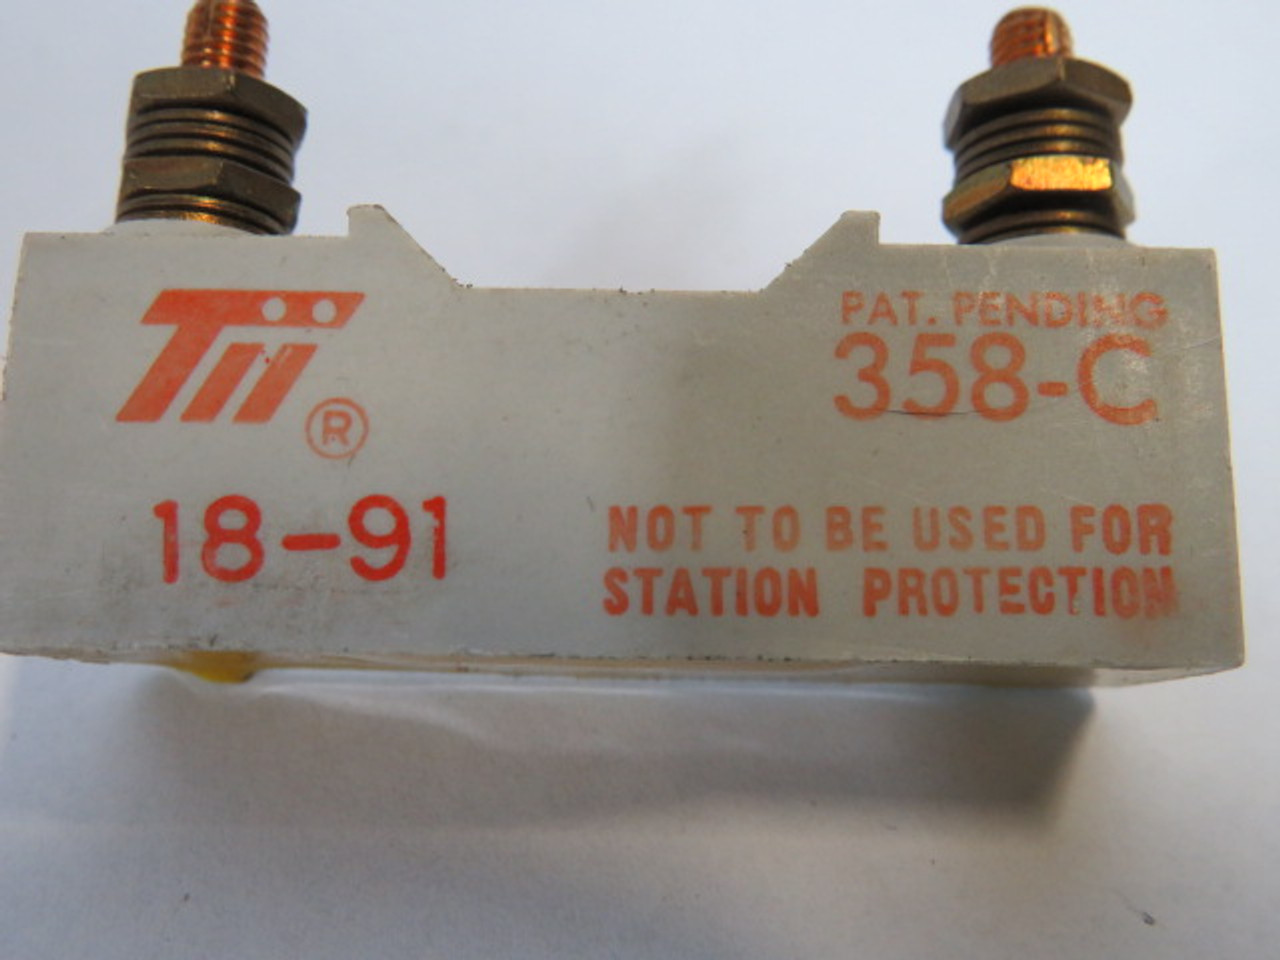 Tii ®
18-91
PAT. PENDING
358-C
NOT TO BE USED FOR
STATION PROTECTION